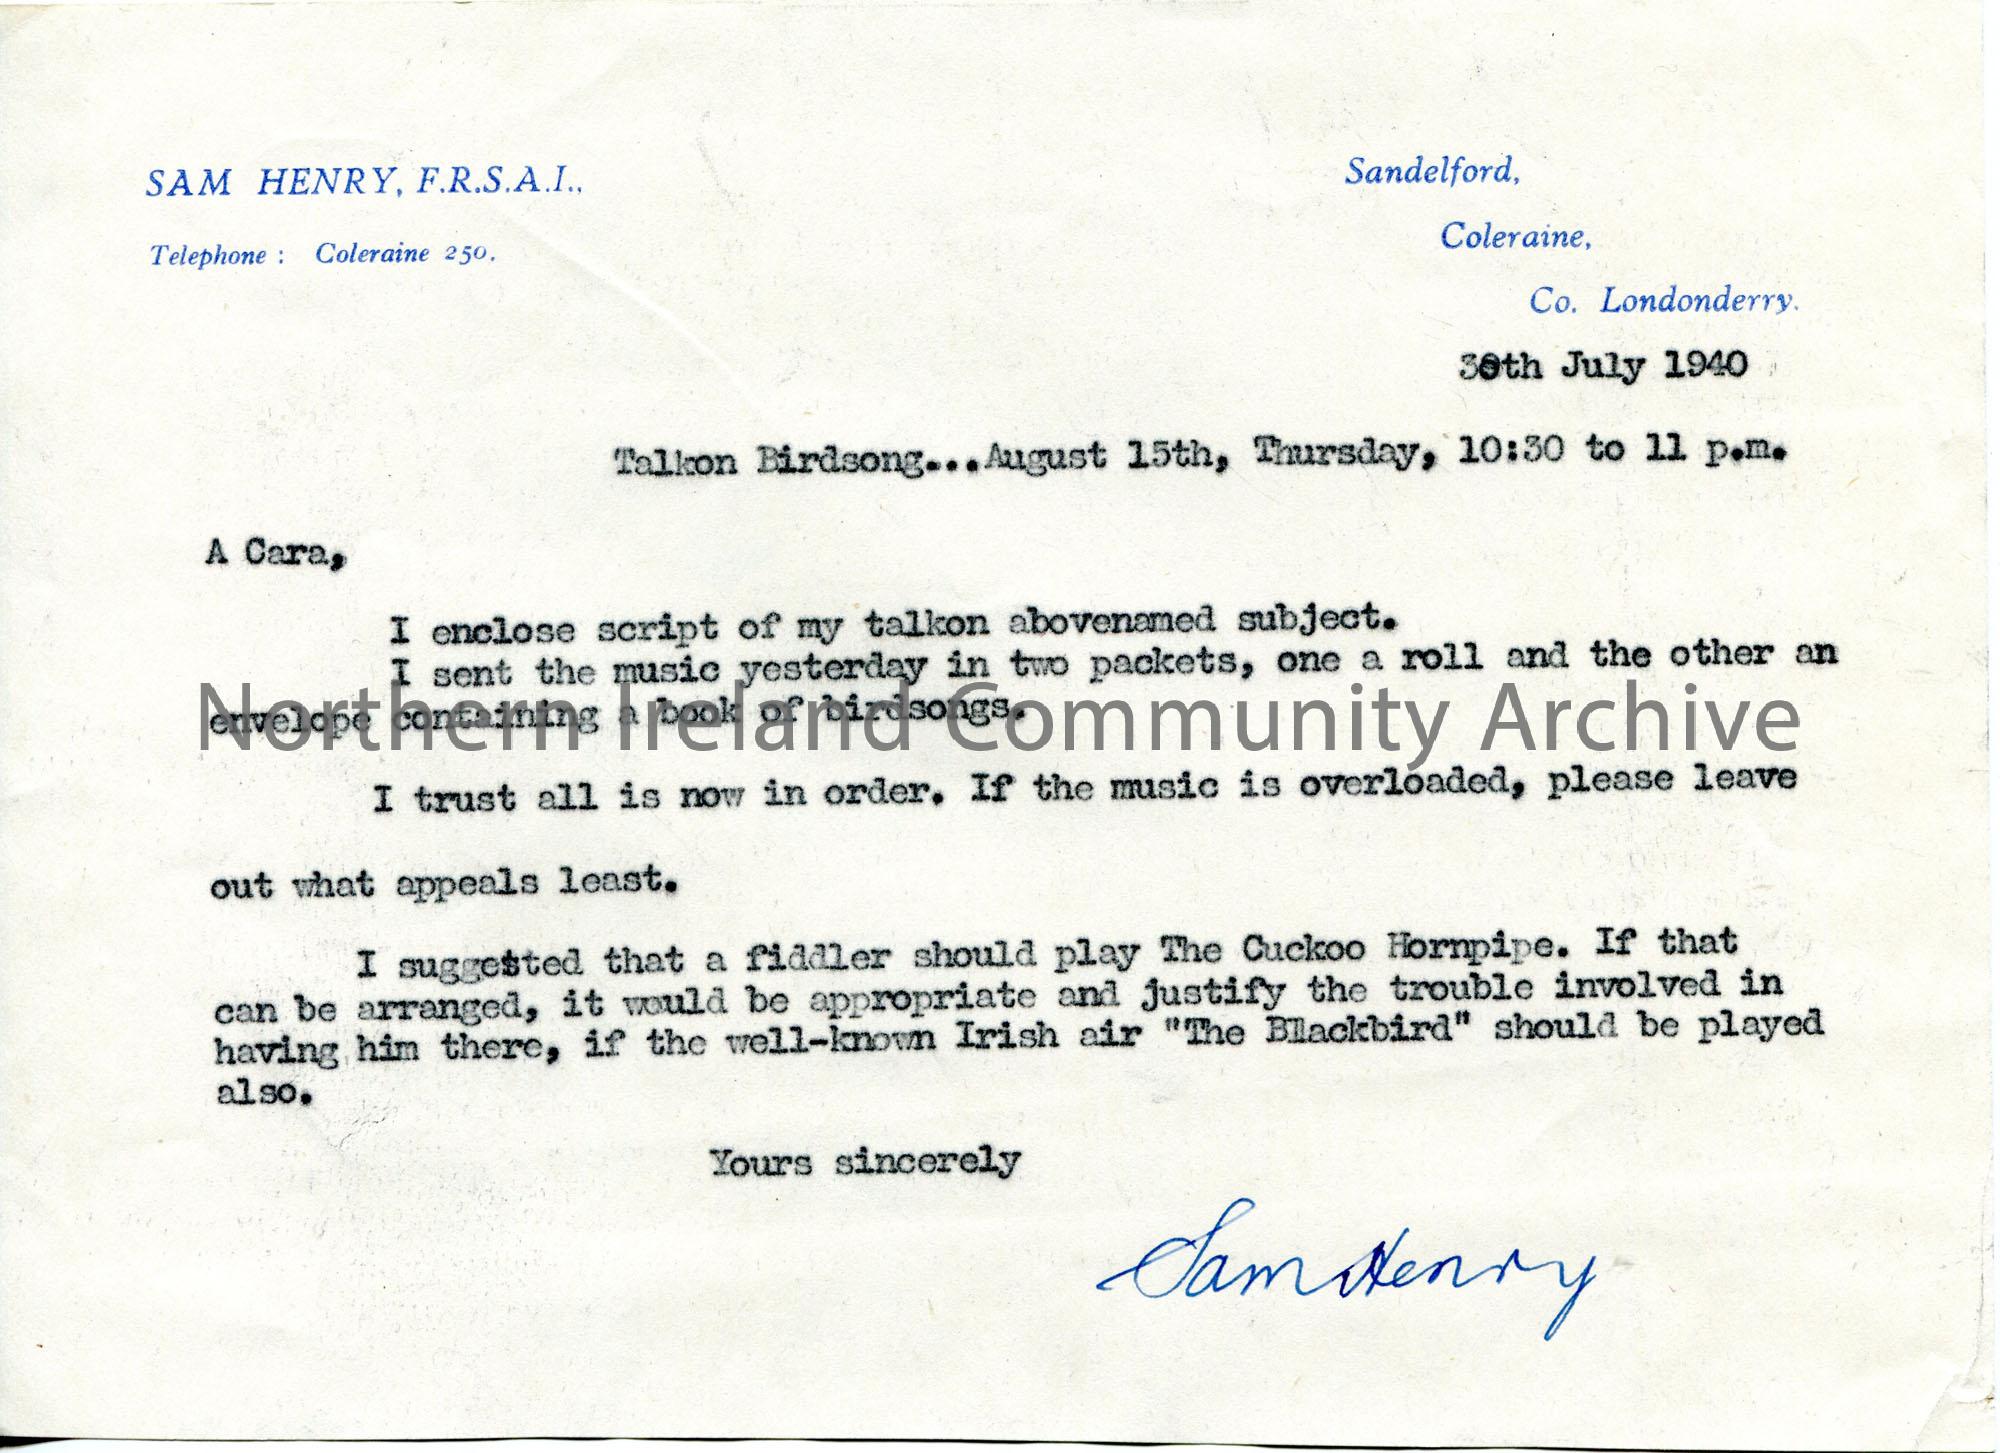 SAM HENRY, F.R.S.A.I.,
Telephone : Coleraine 250.
Sandelford,
Coleraine,
Co. Londonderry.
30th July 1940
Talkon Birdsong...August 15th, Thursday, 10:30 to 11 p.m.
A Cara,
I enclose script of my talkon abovenamed subject.
I sent the music yesterday in two packets, one a roll and the other an
envelope containing a book of birdsongs.
Northern Ireland Community Archive
I trust all is now in order. If the music is overloaded, please leave
out what appeals least.
I suggested that a fiddler should play The Cuckoo Hornpipe. If that
can be arranged, it would be appropriate and justify the trouble involved in
having him there, if the well-known Irish air "The Blackbird" should be played
also.
Yours sincerely
Sam Henry